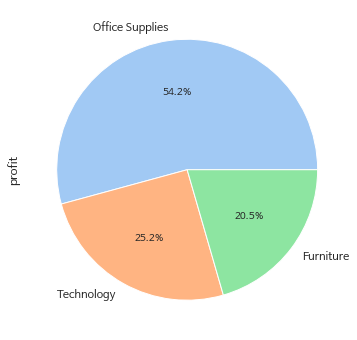 Office Supplies
54.2%
profit
20.5%
25.2%
Furniture
Technology